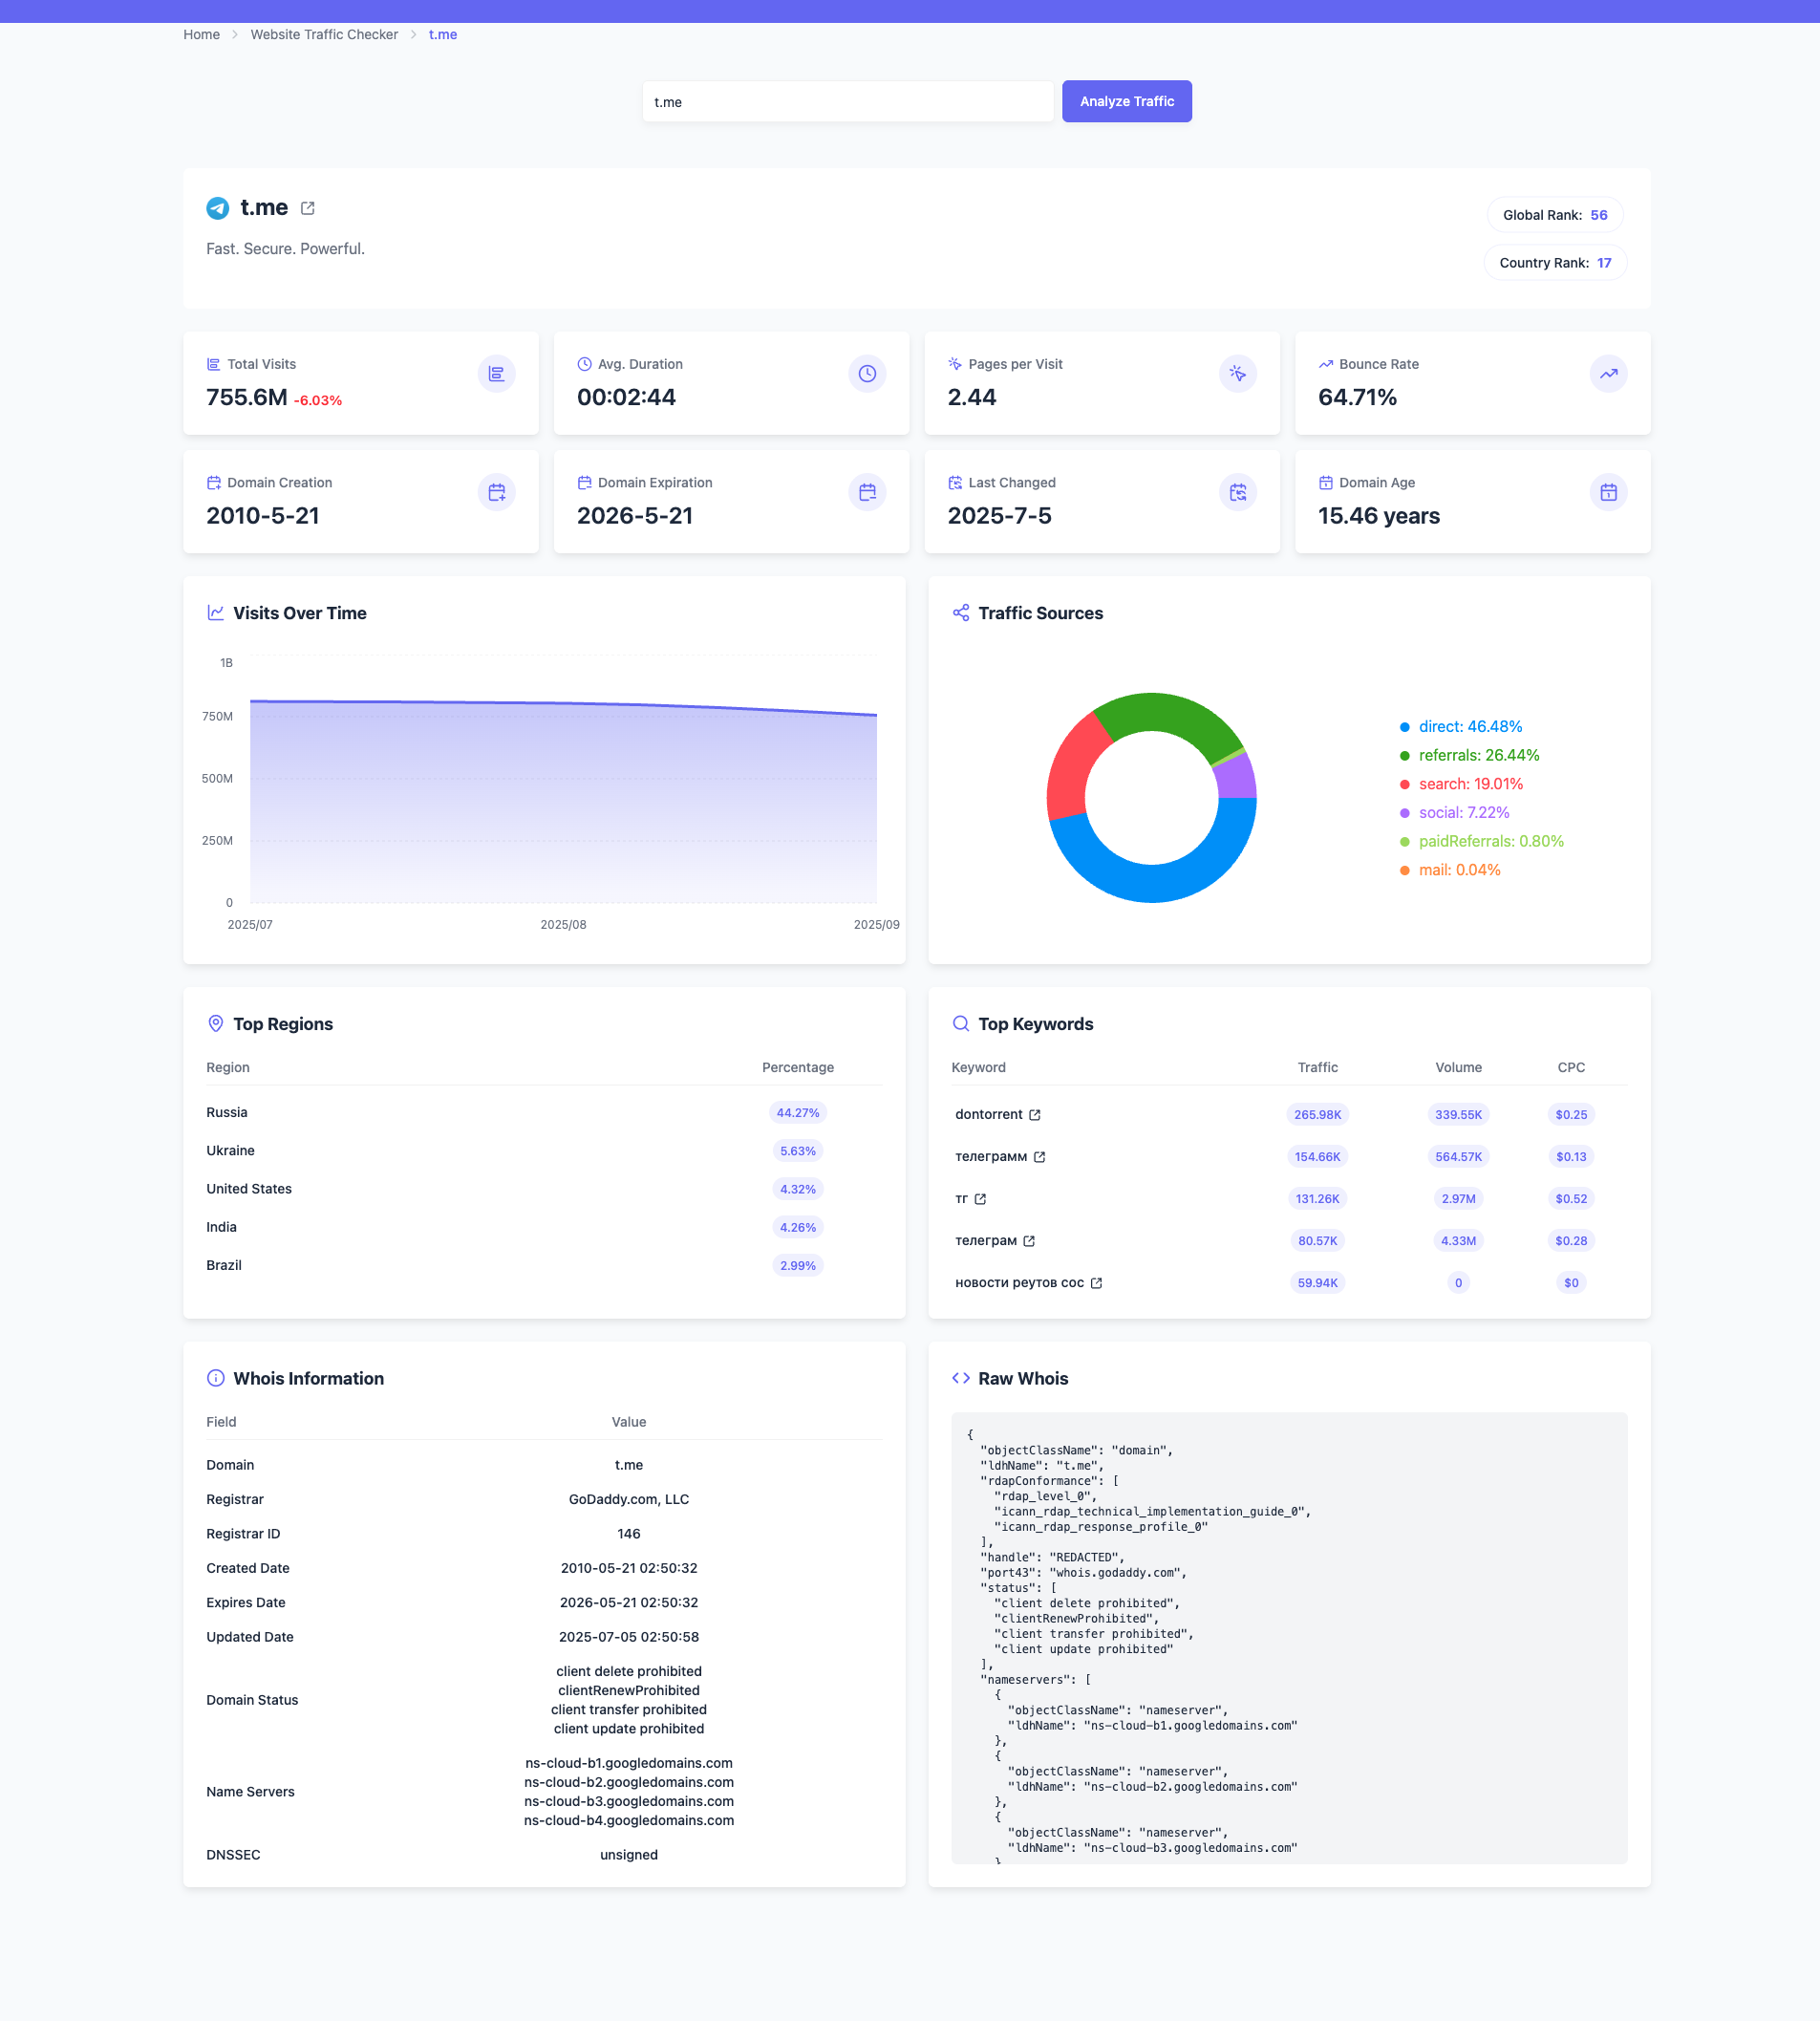 Home > Website Traffic Checker > t.me
t.me
Analyze Traffic
t.me
Fast. Secure. Powerful.
Global Rank: 56
Country Rank: 17
Total Visits
755.6M -6.03%
Avg. Duration
00:02:44
Pages per Visit
2.44
Bounce Rate
64.71%
Domain Creation
2010-5-21
Domain Expiration
2026-5-21
Last Changed
2025-7-5
Domain Age
15.46 years
Visits Over Time
1B
750M
500M
250M
0
2025/07 2025/08 2025/09
Traffic Sources
direct: 46.48%
referrals: 26.44%
search: 19.01%
social: 7.22%
paidReferrals: 0.80%
mail: 0.04%
Top Regions
Region Percentage
Russia 44.27%
Ukraine 5.63%
United States 4.32%
India 4.26%
Brazil 2.99%
Top Keywords
Keyword Traffic Volume CPC
dontorrent 265.98K 339.55K $0.25
телеграмм 154.66K 564.57K $0.13
тг 131.26K 2.97M $0.52
телеграм 80.57K 4.33M $0.28
новости реутов сос 59.94K 0 $0
Whois Information
Field Value
Domain t.me
Registrar GoDaddy.com, LLC
Registrar ID 146
Created Date 2010-05-21 02:50:32
Expires Date 2026-05-21 02:50:32
Updated Date 2025-07-05 02:50:58
Domain Status
client delete prohibited
clientRenewProhibited
client transfer prohibited
client update prohibited
Name Servers
ns-cloud-b1.googledomains.com
ns-cloud-b2.googledomains.com
ns-cloud-b3.googledomains.com
ns-cloud-b4.googledomains.com
DNSSEC unsigned
Raw Whois
{
"objectClassName": "domain",
"ldhName": "t.me",
"rdapConformance": [
"rdap_level_0",
"icann_rdap_technical_implementation_guide_0",
"icann_rdap_response_profile_0"
],
"handle": "REDACTED",
"port43": "whois.godaddy.com",
"status": [
"client delete prohibited",
"clientRenewProhibited",
"client transfer prohibited",
"client update prohibited"
],
"nameservers": [
{
"objectClassName": "nameserver",
"ldhName": "ns-cloud-b1.googledomains.com"
},
{
"objectClassName": "nameserver",
"ldhName": "ns-cloud-b2.googledomains.com"
},
{
"objectClassName": "nameserver",
"ldhName": "ns-cloud-b3.googledomains.com"
}